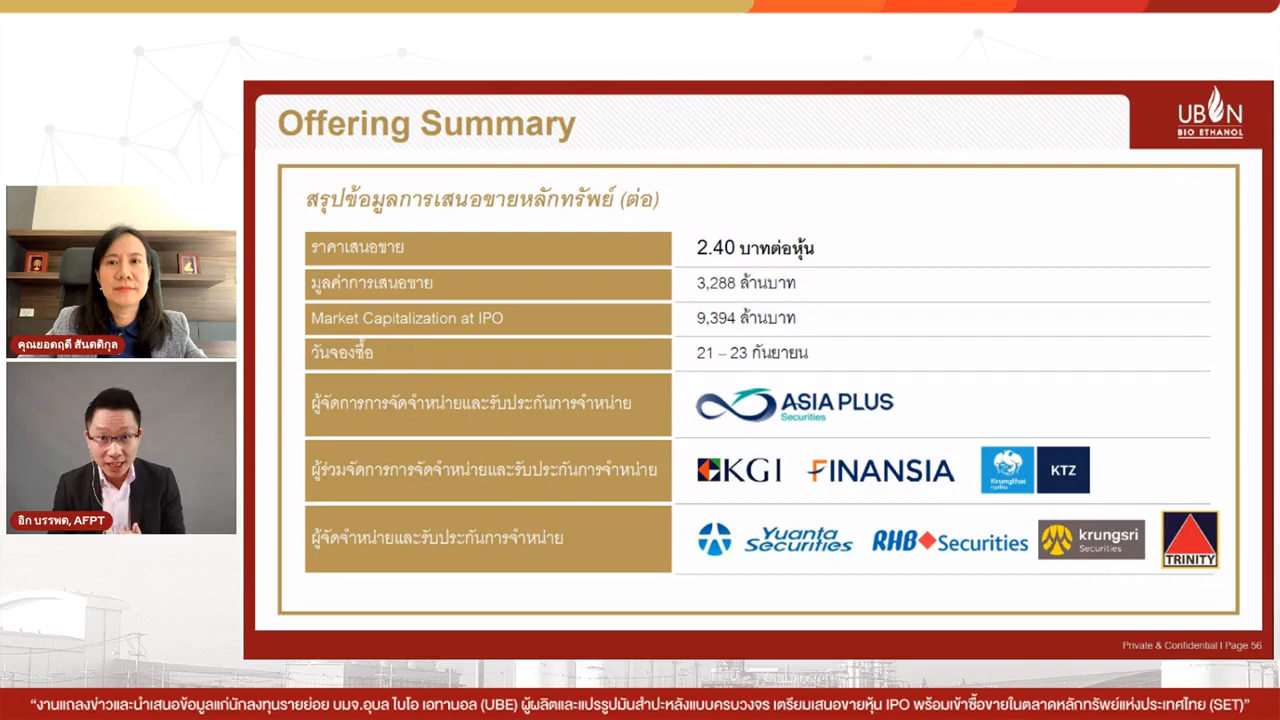 Offering Summary
UBON
BIO ETHANOL
สรุปข้อมูลการเสนอขายหลักทรัพย์ (ต่อ)
ราคาเสนอขาย 2.40 บาทต่อหุ้น
มูลค่าการเสนอขาย 3,288 ล้านบาท
Market Capitalization at IPO 9,394 ล้านบาท
วันจองซื้อ 21 – 23 กันยายน
ผู้จัดการการจัดจำหน่ายและรับประกันการจำหน่าย ASIA PLUS
Securities
ผู้ร่วมจัดการการจัดจำหน่ายและรับประกันการจำหน่าย KGI FINANSIA Krungthai กรุงไทย KTZ
ผู้จัดจำหน่ายและรับประกันการจำหน่าย Yuanta Securities RHB Securities krungsri Securities TRINITY
คุณยอดฤดี สันตติกุล
อิก บรรพต, AFPT
Private & Confidential | Page 56
“งานแถลงข่าวและนำเสนอข้อมูลแก่นักลงทุนรายย่อย บมจ.อุบล ไบโอ เอทานอล (UBE) ผู้ผลิตและแปรรูปมันสำปะหลังแบบครบวงจร เตรียมเสนอขายหุ้น IPO พร้อมเข้าซื้อขายในตลาดหลักทรัพย์แห่งประเทศไทย (SET)”